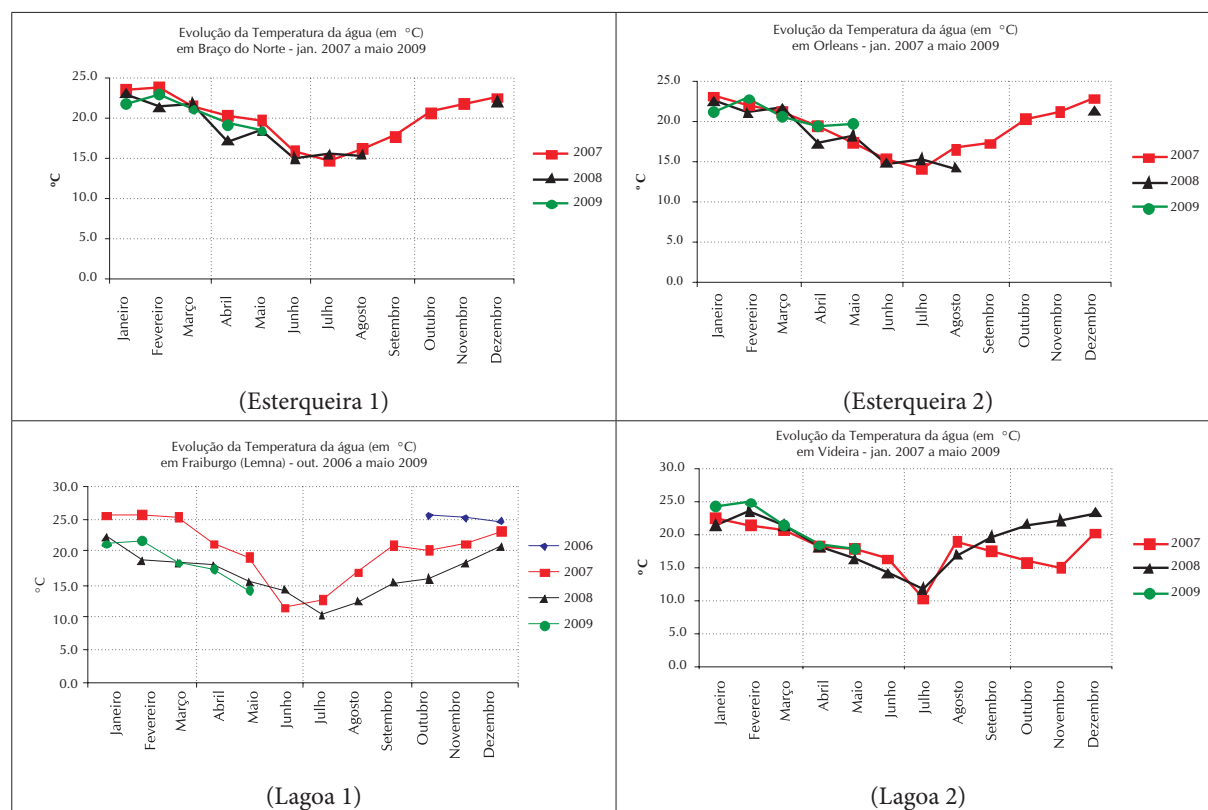 Evolução da Temperatura da água (em °C)
em Braço do Norte - jan. 2007 a maio 2009
25.0
20.0
15.0
10.0
5.0
0.0
ºC
Janeiro
Fevereiro
Março
Abril
Maio
Junho
Julho
Agosto
Setembro
Outubro
Novembro
Dezembro
2007
2008
2009
(Esterqueira 1)
Evolução da Temperatura da água (em °C)
em Orleans - jan. 2007 a maio 2009
25.0
20.0
15.0
10.0
5.0
0.0
º C
Janeiro
Fevereiro
Março
Abril
Maio
Junho
Julho
Agosto
Setembro
Outubro
Novembro
Dezembro
2007
2008
2009
(Esterqueira 2)
Evolução da Temperatura da água (em °C)
em Fraiburgo (Lemna) - out. 2006 a maio 2009
30.0
25.0
20.0
15.0
10.0
5.0
0.0
°C
Janeiro
Fevereiro
Março
Abril
Maio
Junho
Julho
Agosto
Setembro
Outubro
Novembro
Dezembro
2006
2007
2008
2009
(Lagoa 1)
Evolução da Temperatura da água (em °C)
em Videira - jan. 2007 a maio 2009
30.0
25.0
20.0
15.0
10.0
5.0
0.0
º C
Janeiro
Fevereiro
Março
Abril
Maio
Junho
Julho
Agosto
Setembro
Outubro
Novembro
Dezembro
2007
2008
2009
(Lagoa 2)